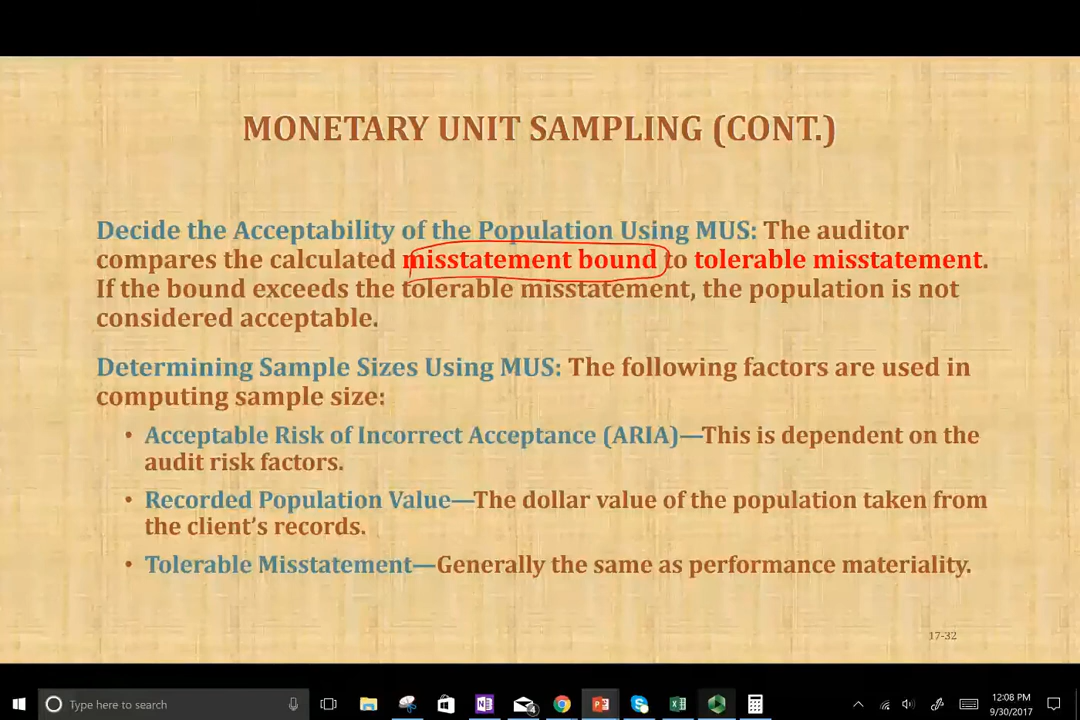 MONETARY UNIT SAMPLING (CONT.)
Decide the Acceptability of the Population Using MUS: The auditor
compares the calculated misstatement bound to tolerable misstatement.
If the bound exceeds the tolerable misstatement, the population is not
considered acceptable.
Determining Sample Sizes Using MUS: The following factors are used in
computing sample size:
• Acceptable Risk of Incorrect Acceptance (ARIA)—This is dependent on the
audit risk factors.
• Recorded Population Value—The dollar value of the population taken from
the client's records.
• Tolerable Misstatement—Generally the same as performance materiality.
17-32
Type here to search
4
12:08 PM
9/30/2017